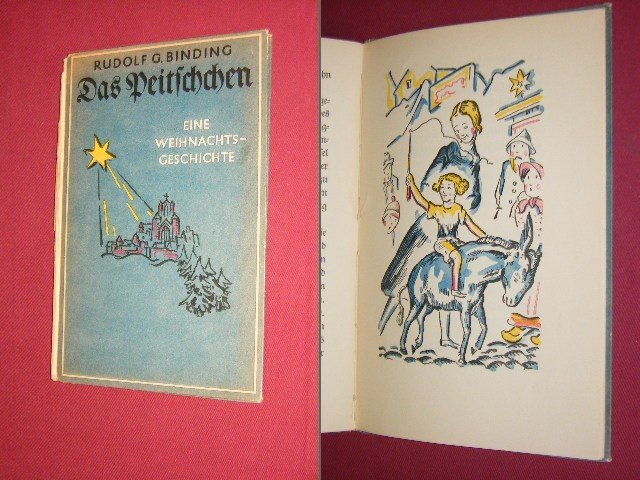 RUDOLF G. BINDING
Das Peitschchen
EINE
WEIHNACHTS-
GESCHICHTE